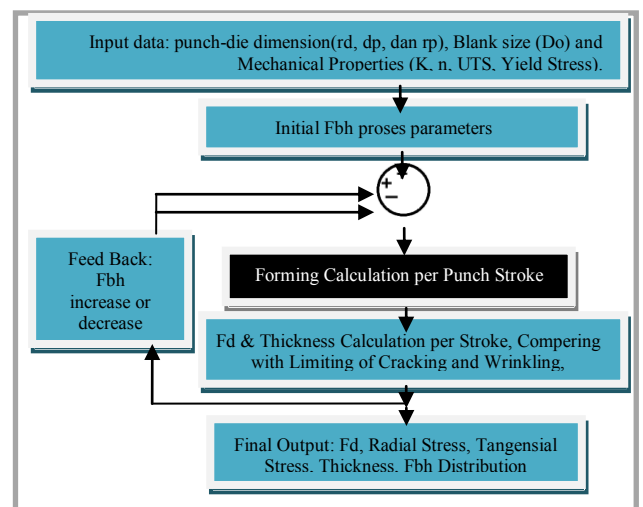 Input data: punch-die dimension(rd, dp, dan rp), Blank size (Do) and
Mechanical Properties (K, n, UTS, Yield Stress).
Initial Fbh proses parameters
+
−
Feed Back:
Fbh
increase or
decrease
Forming Calculation per Punch Stroke
Fd & Thickness Calculation per Stroke, Compering
with Limiting of Cracking and Wrinkling,
Final Output: Fd, Radial Stress, Tangensial
Stress. Thickness. Fbh Distribution